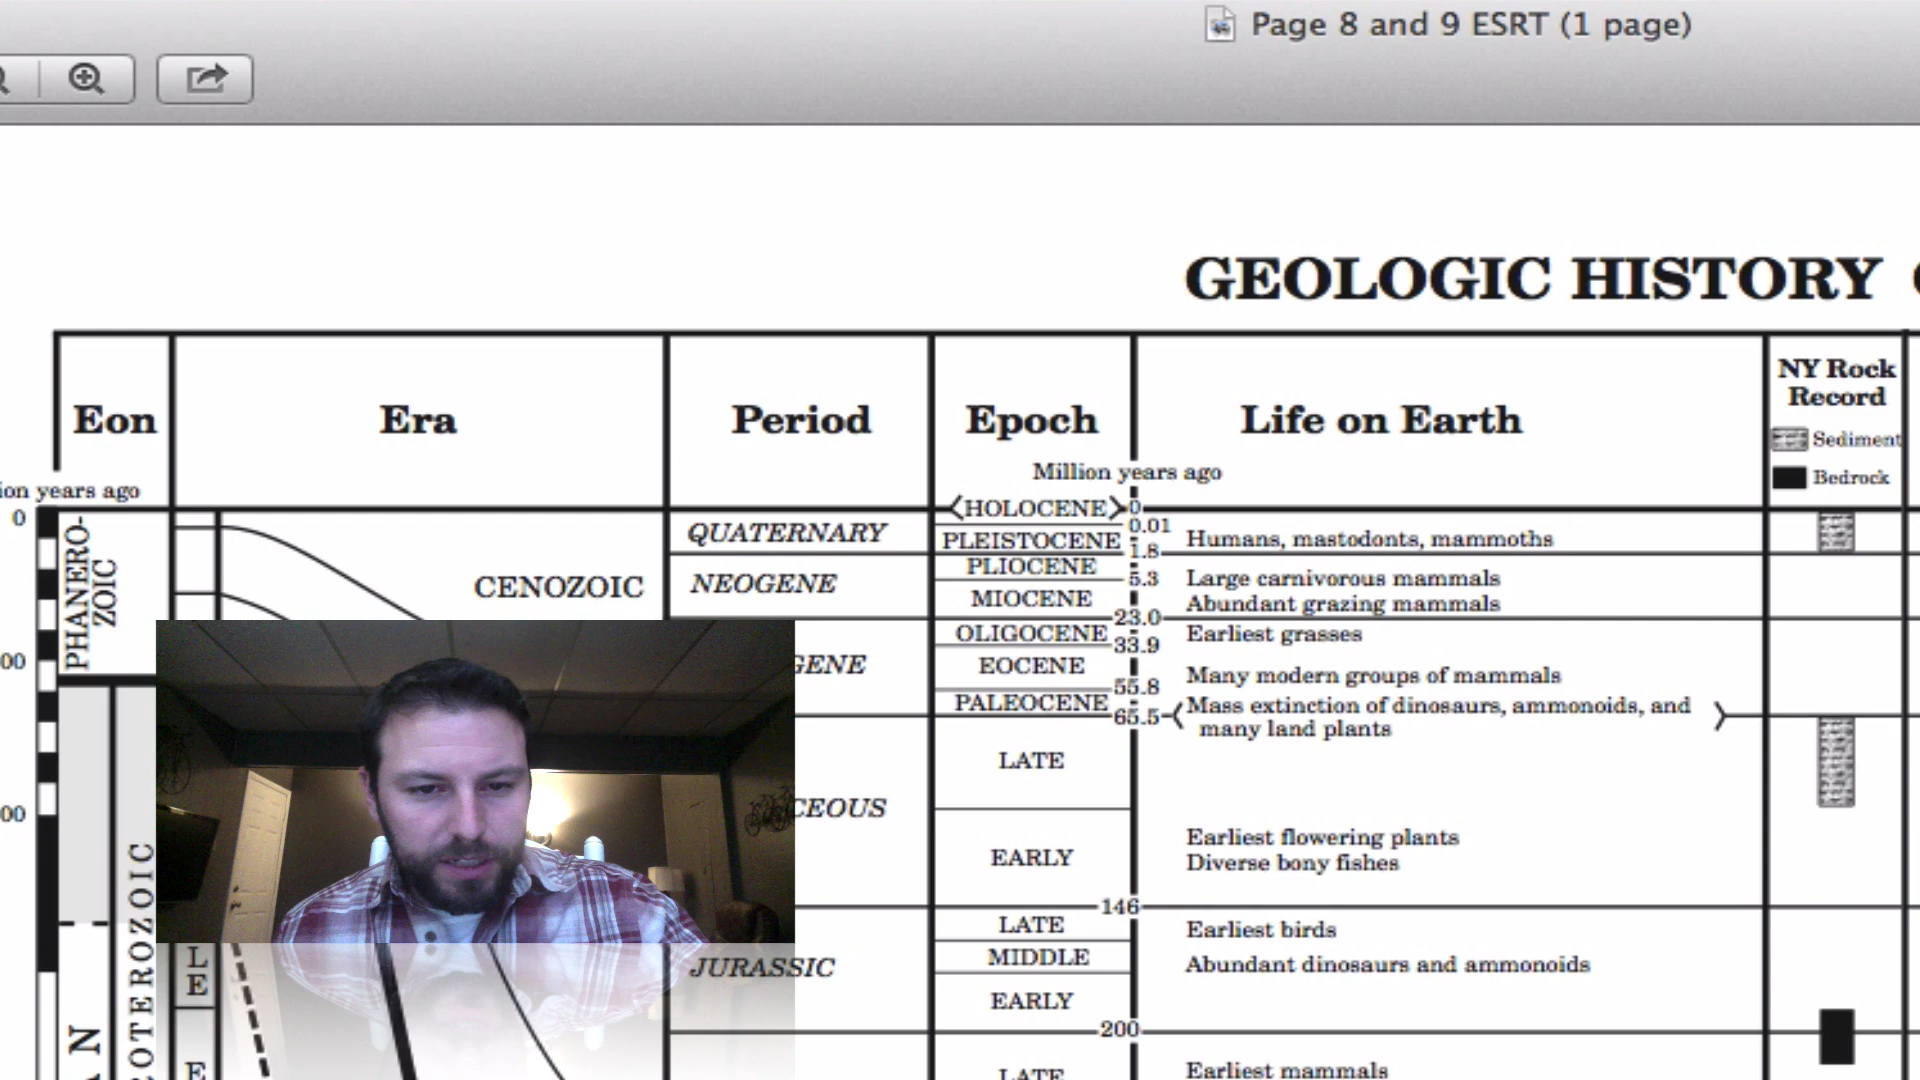 Page 8 and 9 ESRT (1 page)
GEOLOGIC HISTORY
Eon
Era
Period
Epoch
Life on Earth
NY Rock
Record
Sediment
Bedrock
Million years ago
ion years ago
0
00
00
PHANERO-
ZOIC
OTEROZOIC
AN
L
E
E
CENOZOIC
QUATERNARY
NEOGENE
GENE
CEOUS
JURASSIC
HOLOCENE
PLEISTOCENE
PLIOCENE
MIOCENE
OLIGOCENE
EOCENE
PALEOCENE
LATE
EARLY
LATE
MIDDLE
EARLY
LATE
0
0.01
1.8
5.3
23.0
33.9
55.8
65.5
146
200
Humans, mastodonts, mammoths
Large carnivorous mammals
Abundant grazing mammals
Earliest grasses
Many modern groups of mammals
Mass extinction of dinosaurs, ammonoids, and
many land plants
Earliest flowering plants
Diverse bony fishes
Earliest birds
Abundant dinosaurs and ammonoids
Earliest mammals